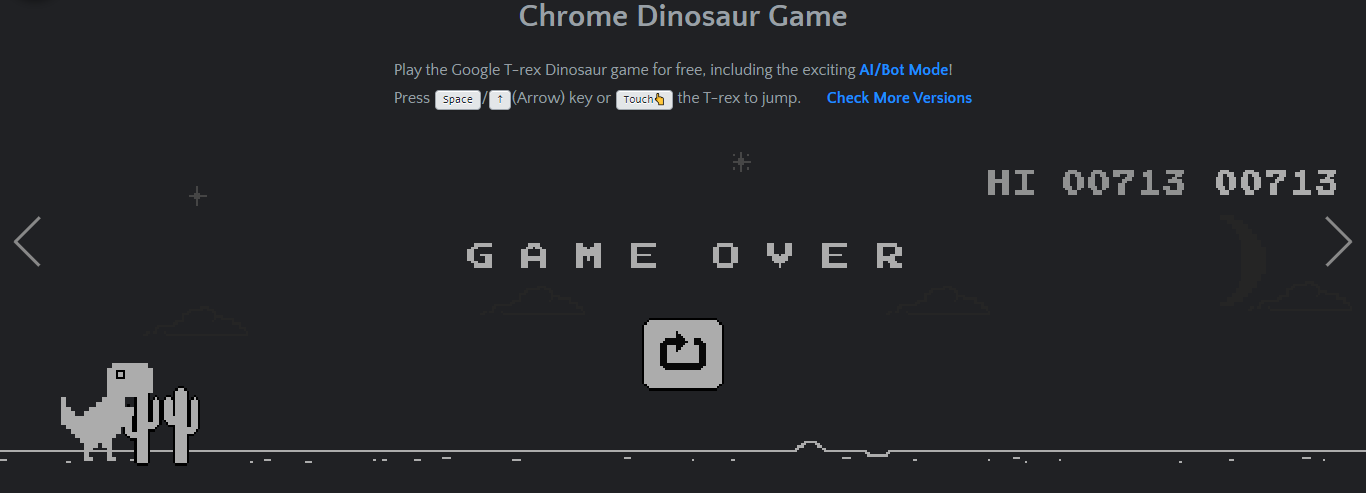 Chrome Dinosaur Game
Play the Google T-rex Dinosaur game for free, including the exciting AI/Bot Mode!
Press Space/↑(Arrow) key or Touch👆 the T-rex to jump. Check More Versions
HI 00713 00713
GAME OVER